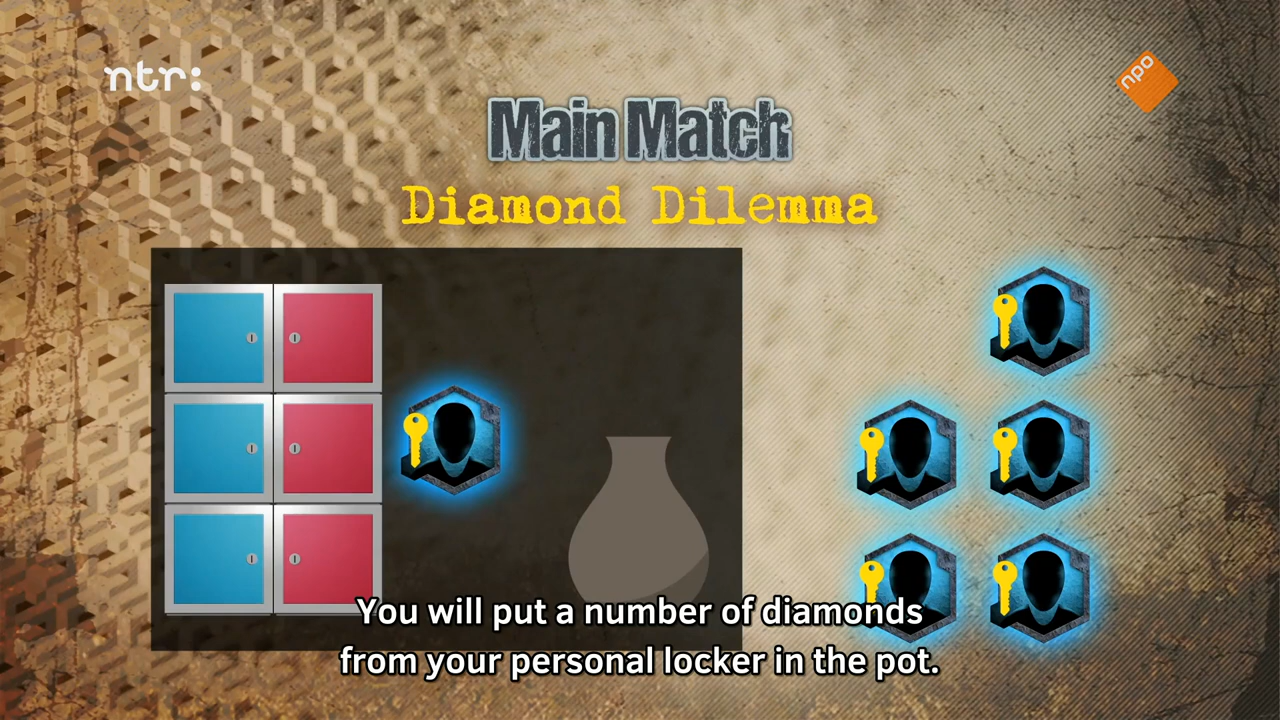 ntr:
npo
Main Match
Diamond Dilemma
You will put a number of diamonds
from your personal locker in the pot.